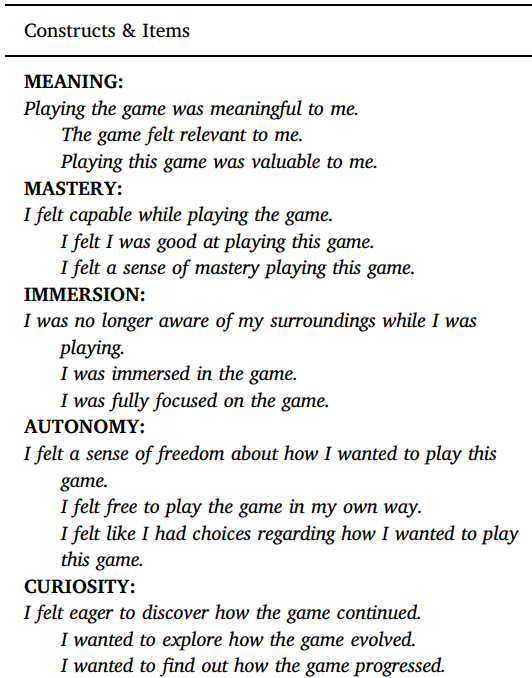 Constructs & Items
MEANING:
Playing the game was meaningful to me.
The game felt relevant to me.
Playing this game was valuable to me.
MASTERY:
I felt capable while playing the game.
I felt I was good at playing this game.
I felt a sense of mastery playing this game.
IMMERSION:
I was no longer aware of my surroundings while I was
playing.
I was immersed in the game.
I was fully focused on the game.
AUTONOMY:
I felt a sense of freedom about how I wanted to play this
game.
I felt free to play the game in my own way.
I felt like I had choices regarding how I wanted to play
this game.
CURIOSITY:
I felt eager to discover how the game continued.
I wanted to explore how the game evolved.
I wanted to find out how the game progressed.